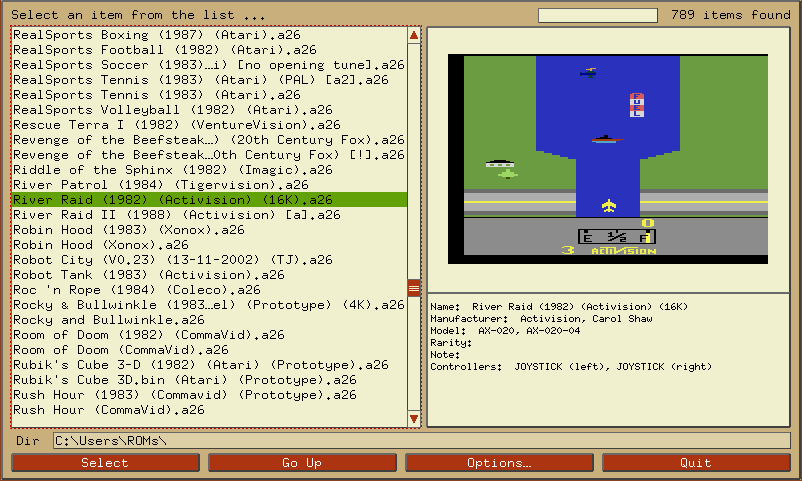 Select an item from the list ...
789 items found
RealSports Boxing (1987) (Atari).a26
RealSports Football (1982) (Atari).a26
RealSports Soccer (1983)…i) [no opening tune].a26
RealSports Tennis (1983) (Atari) (PAL) [a2].a26
RealSports Tennis (1983) (Atari).a26
RealSports Volleyball (1982) (Atari).a26
Rescue Terra I (1982) (VentureVision).a26
Revenge of the Beefsteak…) (20th Century Fox).a26
Revenge of the Beefsteak…0th Century Fox) [!].a26
Riddle of the Sphinx (1982) (Imagic).a26
River Patrol (1984) (Tigervision).a26
River Raid (1982) (Activision) (16K).a26
River Raid II (1988) (Activision) [a].a26
Robin Hood (1983) (Xonox).a26
Robin Hood (Xonox).a26
Robot City (V0.23) (13-11-2002) (TJ).a26
Robot Tank (1983) (Activision).a26
Roc 'n Rope (1984) (Coleco).a26
Rocky & Bullwinkle (1983…el) (Prototype) (4K).a26
Rocky and Bullwinkle.a26
Room of Doom (1982) (CommaVid).a26
Room of Doom (CommaVid).a26
Rubik's Cube 3-D (1982) (Atari) (Prototype).a26
Rubik's Cube 3D.bin (Atari) (Prototype).a26
Rush Hour (1983) (Commavid) (Prototype).a26
Rush Hour (CommaVid).a26
FUEL
0
E 1/2 F
3 ACTIVISION
Name: River Raid (1982) (Activision) (16K)
Manufacturer: Activision, Carol Shaw
Model: AX-020, AX-020-04
Rarity:
Note:
Controllers: JOYSTICK (left), JOYSTICK (right)
Dir C:\Users\ROMs\
Select
Go Up
Options…
Quit